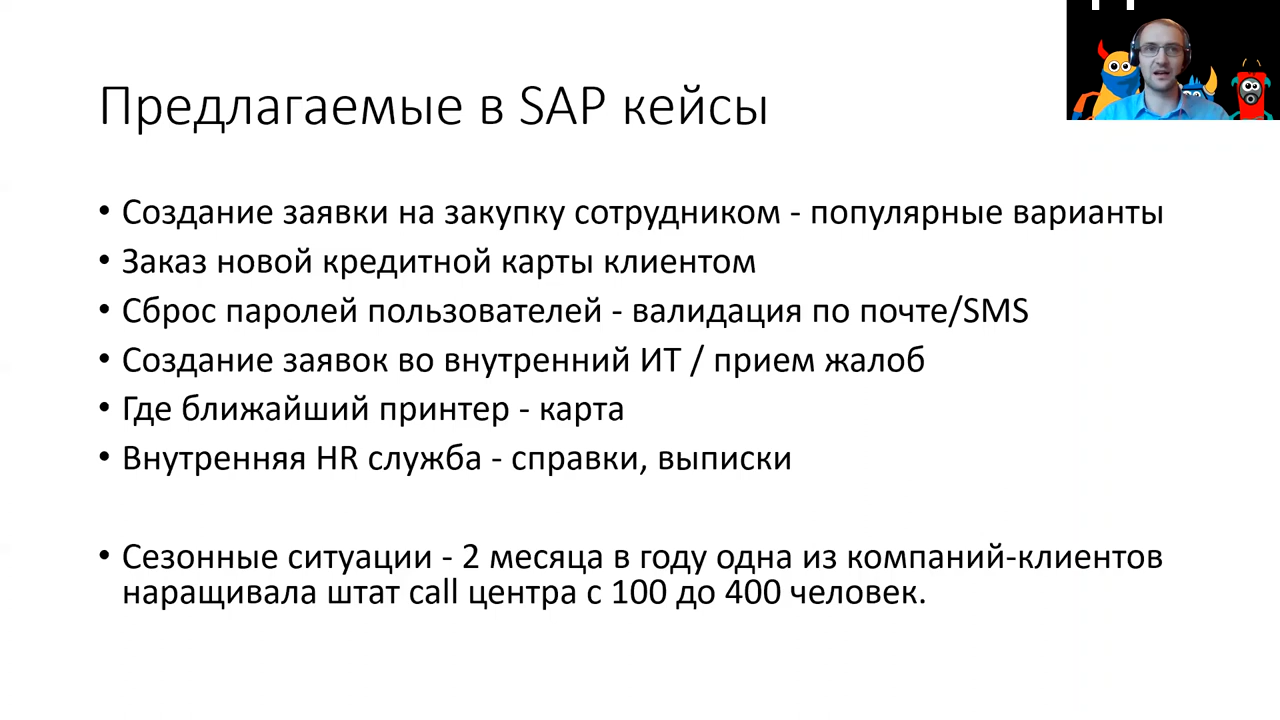 Предлагаемые в SAP кейсы
• Создание заявки на закупку сотрудником - популярные варианты
• Заказ новой кредитной карты клиентом
• Сброс паролей пользователей - валидация по почте/SMS
• Создание заявок во внутренний ИТ / прием жалоб
• Где ближайший принтер - карта
• Внутренняя HR служба - справки, выписки
• Сезонные ситуации - 2 месяца в году одна из компаний-клиентов
наращивала штат call центра с 100 до 400 человек.